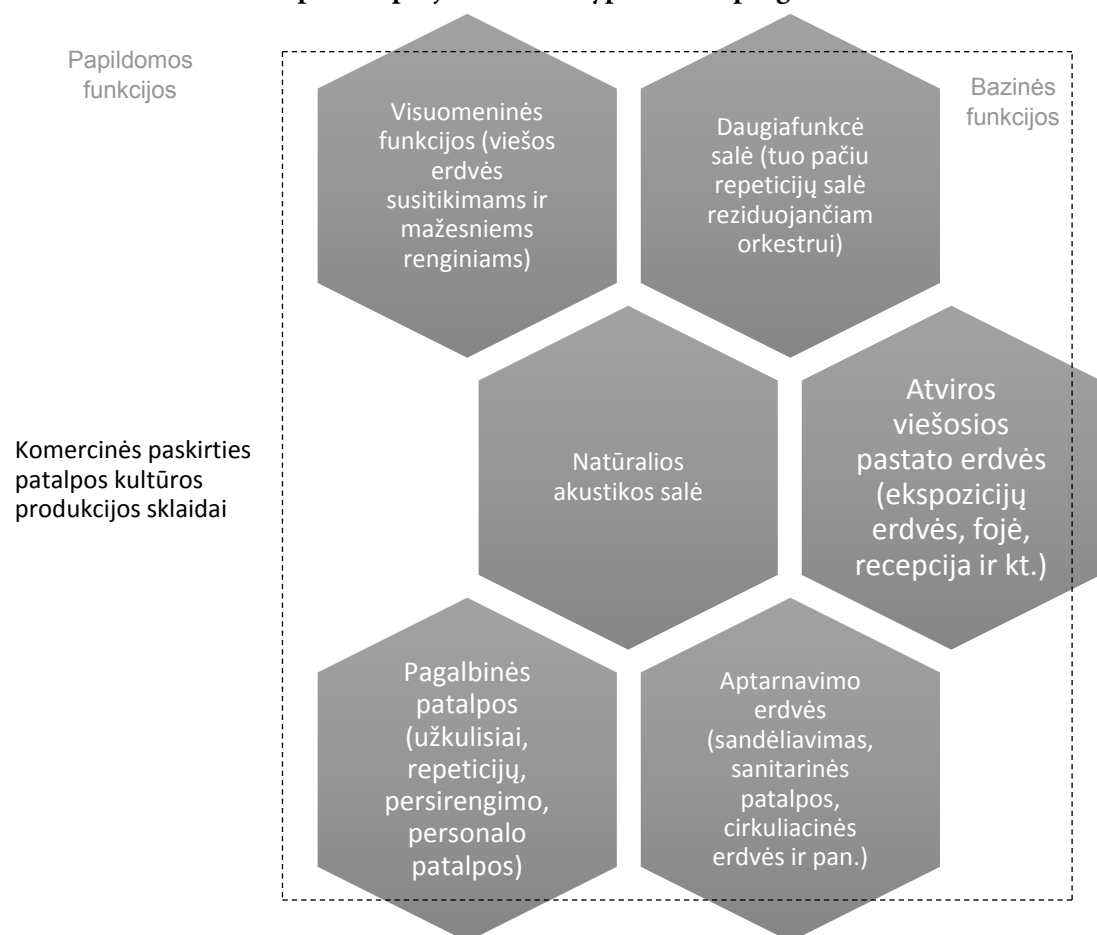 Papildomos
funkcijos
Bazinės
funkcijos
Visuomeninės
funkcijos (viešos
erdvės
susitikimams ir
mažesniems
renginiams)
Daugiafunkcė
salė (tuo pačiu
repeticijų salė
reziduojančiam
orkestrui)
Komercinės paskirties
patalpos kultūros
produkcijos sklaidai
Natūralios
akustikos salė
Atviros
viešosios
pastato erdvės
(ekspozicijų
erdvės, fojė,
recepcija ir kt.)
Pagalbinės
patalpos
(užkulisiai,
repeticijų,
persirengimo,
personalo
patalpos)
Aptarnavimo
erdvės
(sandėliavimas,
sanitarinės
patalpos,
cirkuliacinės
erdvės ir pan.)